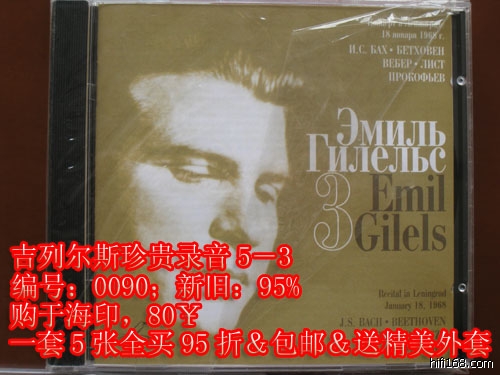 18 января 1968 г.
И.С. БАХ · БЕТХОВЕН
ВЕБЕР · ЛИСТ
ПРОКОФЬЕВ
Эмиль
Гилельс
3 Emil
Gilels
吉列尔斯珍贵录音5－3
编号：0090；新旧：95%
购于海印，80￥
一套5张全买95折＆包邮＆送精美外套
Recital in Leningrad
January 18, 1968
J.S. BACH · BEETHOVEN
hifi168.com